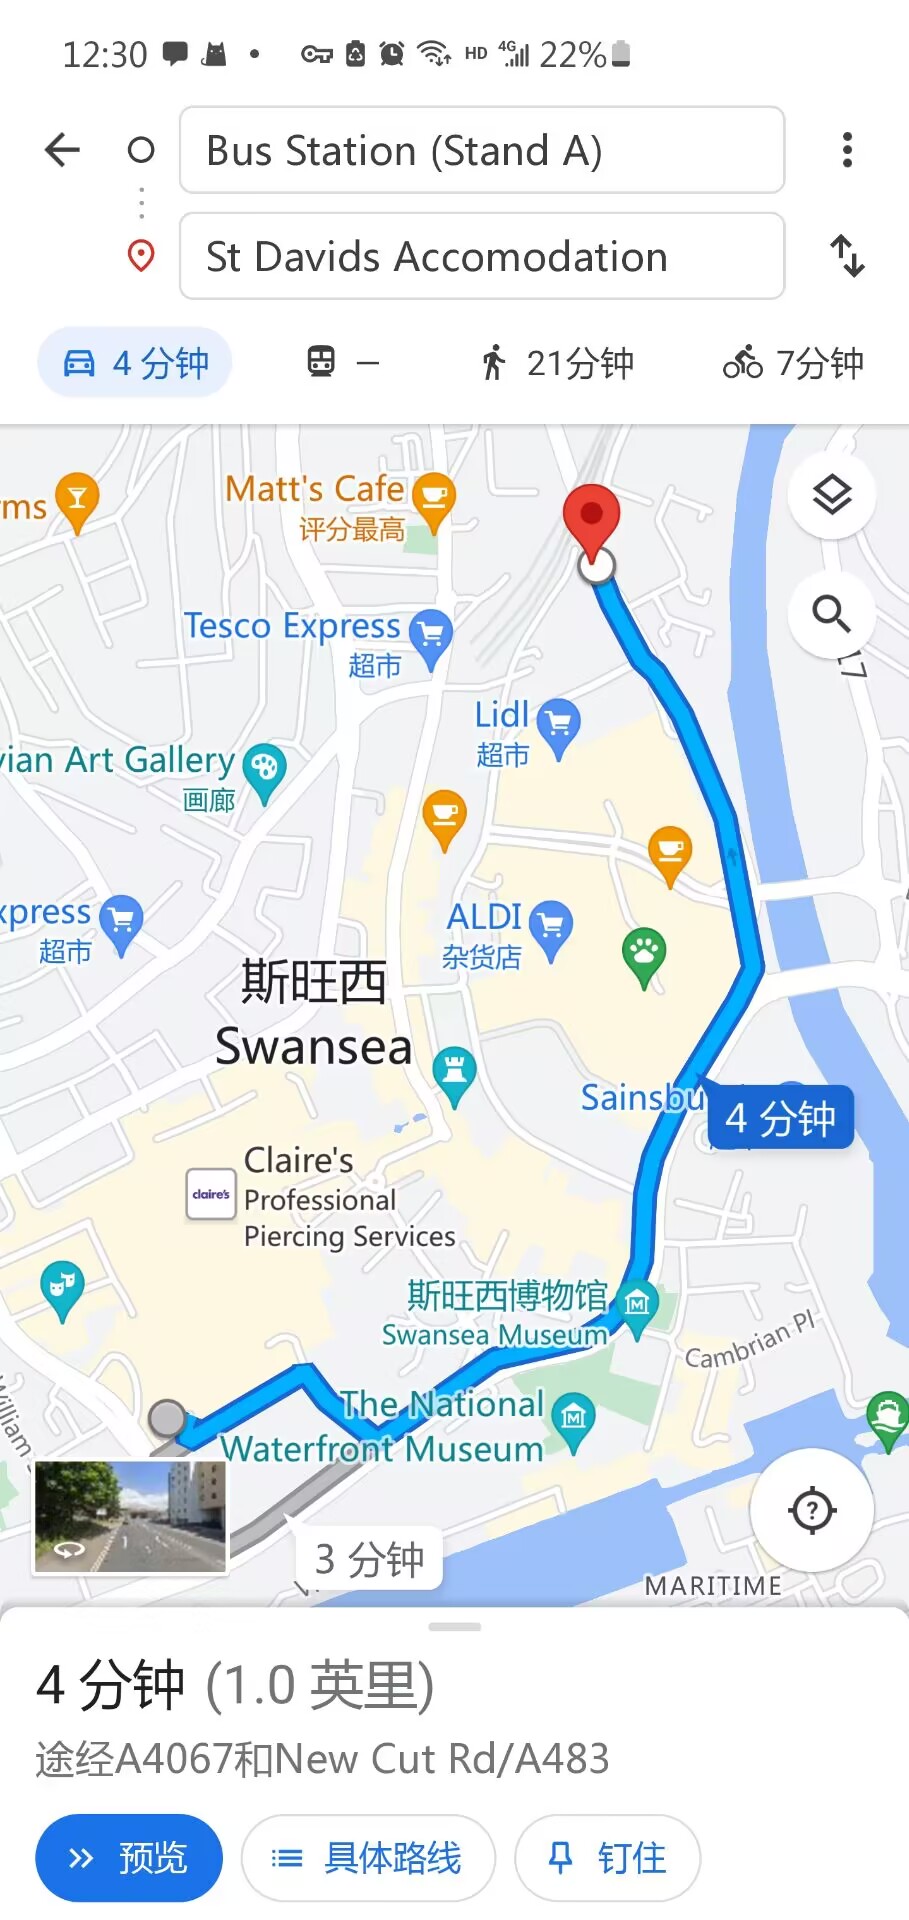 12:30 HD 4G 22%
Bus Station (Stand A)
St Davids Accomodation
4 分钟 — 21分钟 7分钟
ms
Matt's Cafe
评分最高
Tesco Express
超市
Lidl
超市
vian Art Gallery
画廊
xpress
超市
ALDI
杂货店
斯旺西
Swansea
Sainsbu
4 分钟
claire's
Claire's
Professional
Piercing Services
斯旺西博物馆
Swansea Museum
Cambrian Pl
The National
Waterfront Museum
William
3 分钟
MARITIME
4 分钟 (1.0 英里)
途经A4067和New Cut Rd/A483
预览
具体路线
钉住